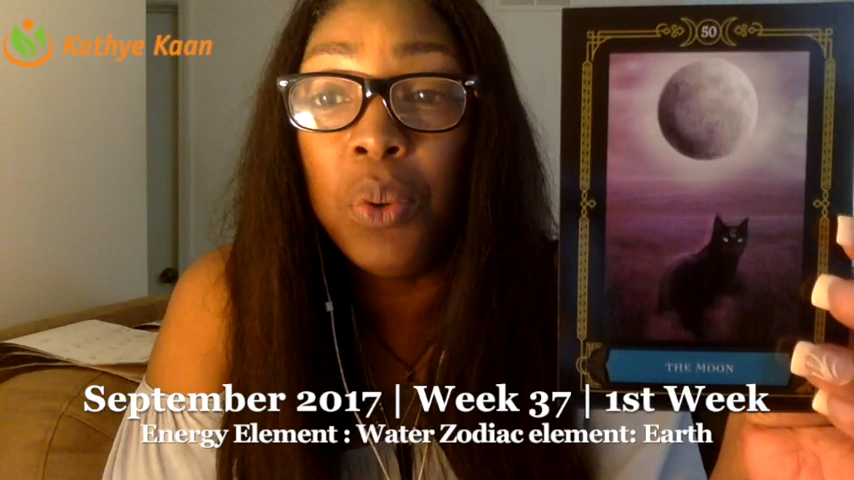 Kathye Kaan
50
THE MOON
September 2017 | Week 37 | 1st Week
Energy Element : Water Zodiac element: Earth